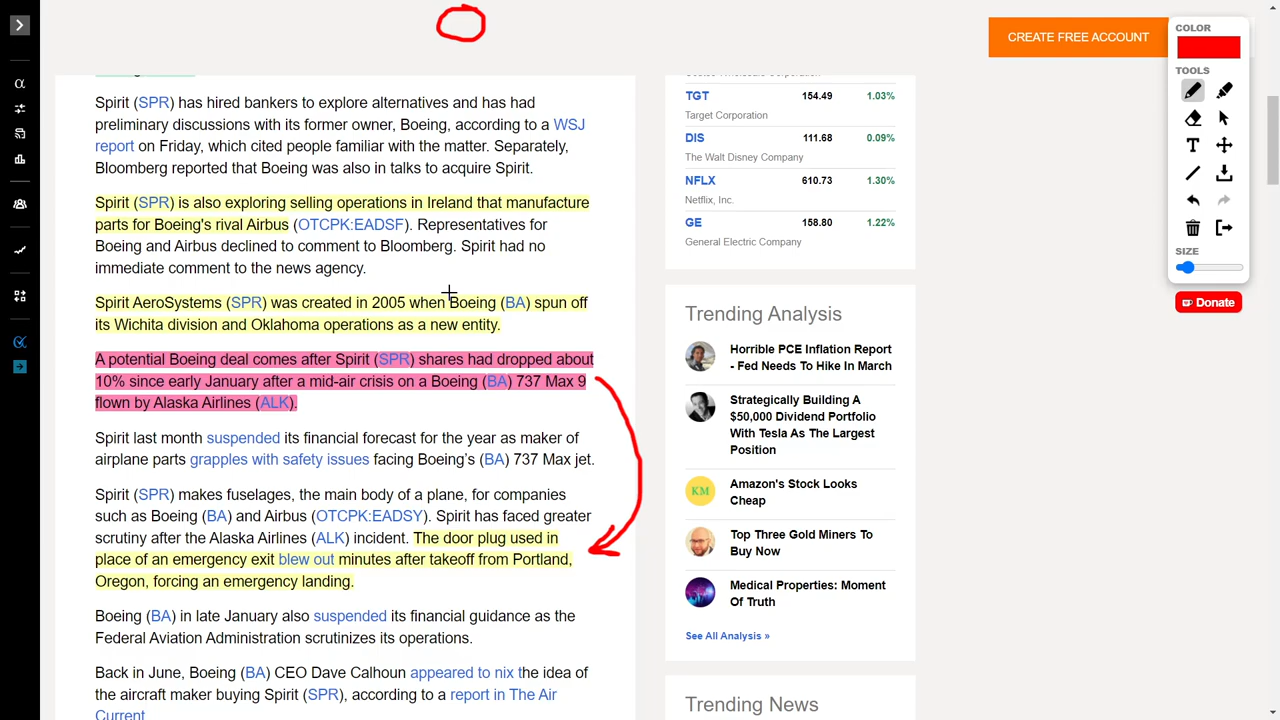 CREATE FREE ACCOUNT
COLOR
TOOLS
SIZE
Donate
Spirit (SPR) has hired bankers to explore alternatives and has had
preliminary discussions with its former owner, Boeing, according to a WSJ
report on Friday, which cited people familiar with the matter. Separately,
Bloomberg reported that Boeing was also in talks to acquire Spirit.
Spirit (SPR) is also exploring selling operations in Ireland that manufacture
parts for Boeing's rival Airbus (OTCPK:EADSF). Representatives for
Boeing and Airbus declined to comment to Bloomberg. Spirit had no
immediate comment to the news agency.
Spirit AeroSystems (SPR) was created in 2005 when Boeing (BA) spun off
its Wichita division and Oklahoma operations as a new entity.
A potential Boeing deal comes after Spirit (SPR) shares had dropped about
10% since early January after a mid-air crisis on a Boeing (BA) 737 Max 9
flown by Alaska Airlines (ALK).
Spirit last month suspended its financial forecast for the year as maker of
airplane parts grapples with safety issues facing Boeing’s (BA) 737 Max jet.
Spirit (SPR) makes fuselages, the main body of a plane, for companies
such as Boeing (BA) and Airbus (OTCPK:EADSY). Spirit has faced greater
scrutiny after the Alaska Airlines (ALK) incident. The door plug used in
place of an emergency exit blew out minutes after takeoff from Portland,
Oregon, forcing an emergency landing.
Boeing (BA) in late January also suspended its financial guidance as the
Federal Aviation Administration scrutinizes its operations.
Back in June, Boeing (BA) CEO Dave Calhoun appeared to nix the idea of
the aircraft maker buying Spirit (SPR), according to a report in The Air
Current
TGT 154.49 1.03%
Target Corporation
DIS 111.68 0.09%
The Walt Disney Company
NFLX 610.73 1.30%
Netflix, Inc.
GE 158.80 1.22%
General Electric Company
Trending Analysis
Horrible PCE Inflation Report
- Fed Needs To Hike In March
Strategically Building A
$50,000 Dividend Portfolio
With Tesla As The Largest
Position
KM
Amazon's Stock Looks
Cheap
Top Three Gold Miners To
Buy Now
Medical Properties: Moment
Of Truth
See All Analysis »
Trending News